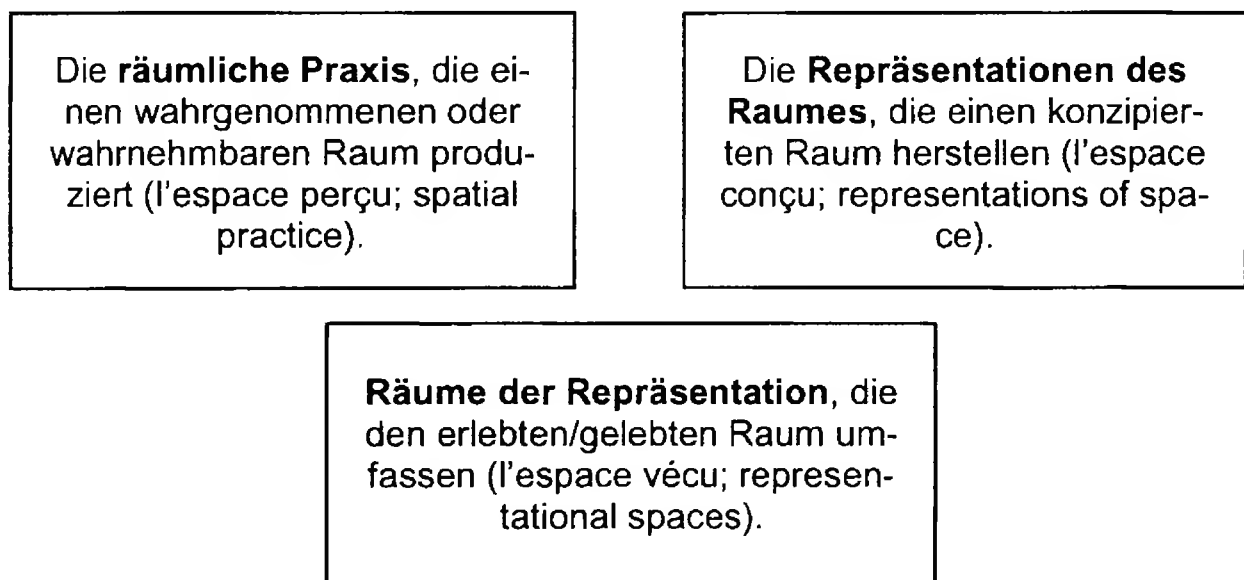 Die räumliche Praxis, die ei-
nen wahrgenommenen oder
wahrnehmbaren Raum produ-
ziert (l'espace perçu; spatial
practice).
Die Repräsentationen des
Raumes, die einen konzipier-
ten Raum herstellen (l'espace
conçu; representations of spa-
ce).
Räume der Repräsentation, die
den erlebten/gelebten Raum um-
fassen (l'espace vécu; represen-
tational spaces).